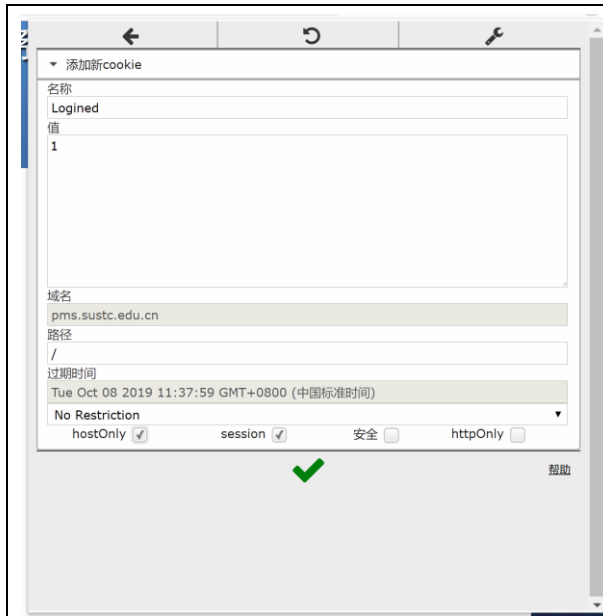 添加新cookie
名称
Logined
值
1
域名
pms.sustc.edu.cn
路径
/
过期时间
Tue Oct 08 2019 11:37:59 GMT+0800 (中国标准时间)
No Restriction
hostOnly session 安全 httpOnly
帮助